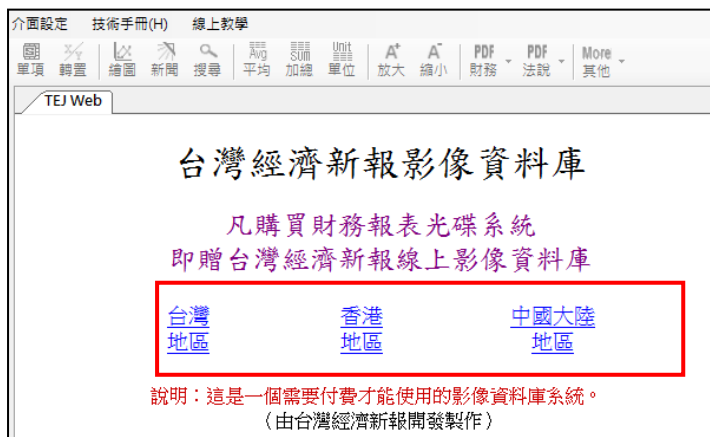 介面設定 技術手冊(H) 線上教學
單項 轉置 繪圖 新聞 搜尋 Avg 平均 Sum 加總 Unit 單位 A+ 放大 A- 縮小 PDF 財務 PDF 法說 More 其他
TEJ Web
台灣經濟新報影像資料庫
凡購買財務報表光碟系統
即贈台灣經濟新報線上影像資料庫
台灣 香港 中國大陸
地區 地區 地區
說明：這是一個需要付費才能使用的影像資料庫系統。
(由台灣經濟新報開發製作)